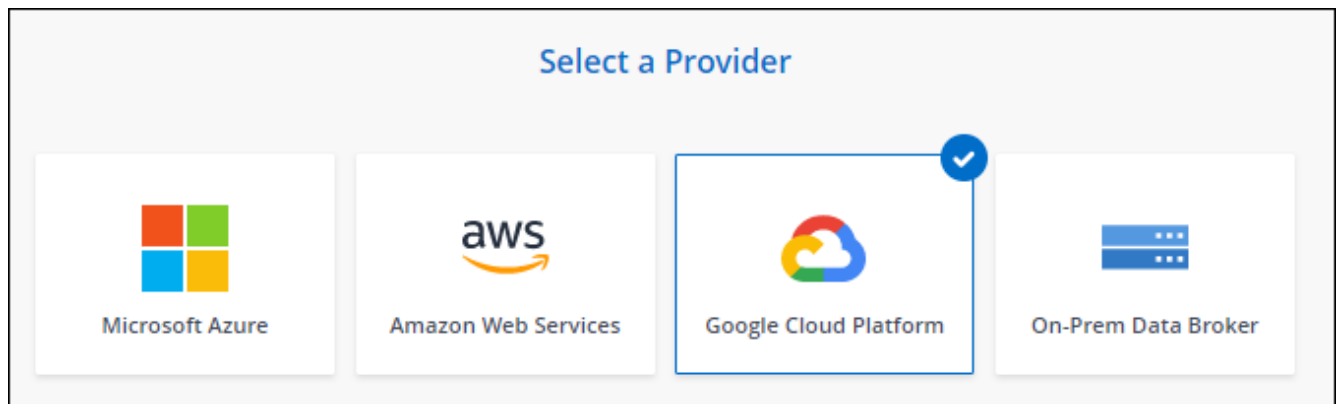 Select a Provider
aws
Microsoft Azure
Amazon Web Services
Google Cloud Platform
On-Prem Data Broker